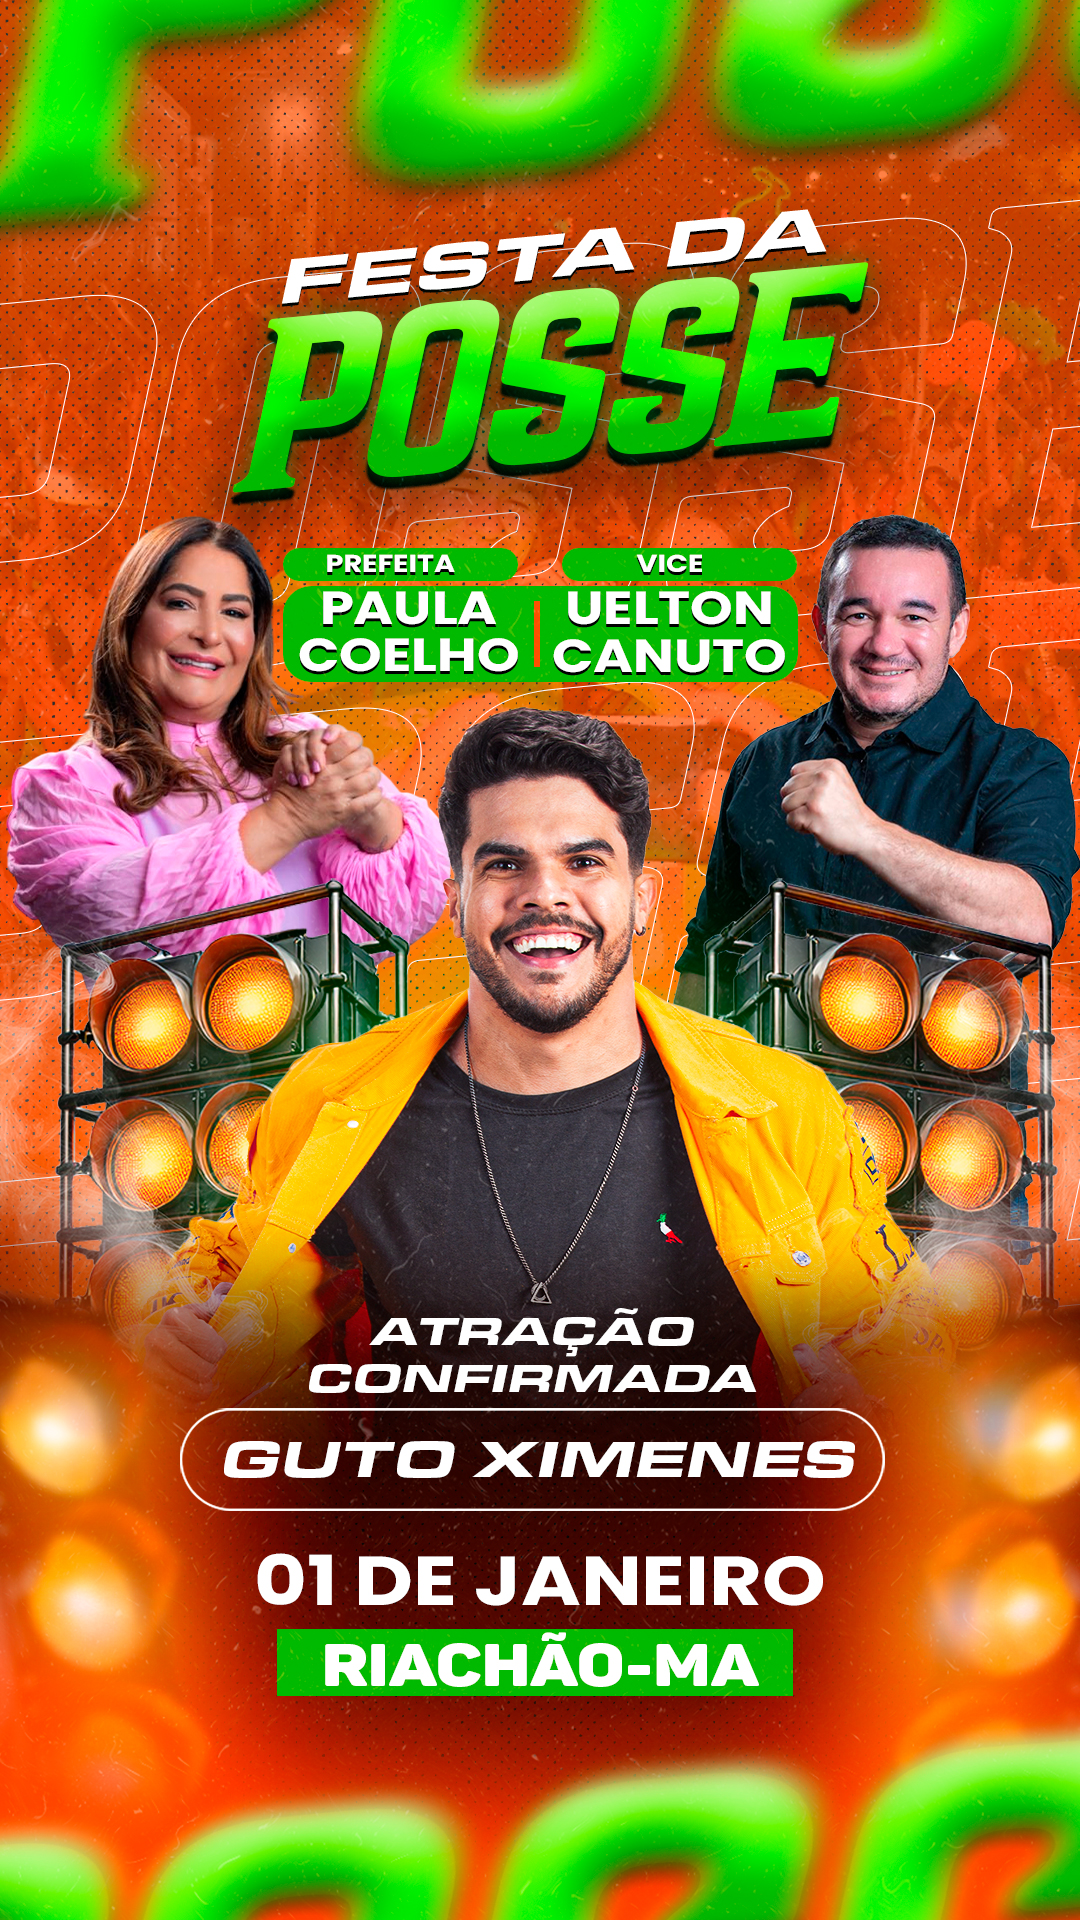 FESTA DA
POSSE
PREFEITA
PAULA
COELHO
VICE
UELTON
CANUTO
ATRAÇÃO
CONFIRMADA
GUTO XIMENES
01 DE JANEIRO
RIACHÃO-MA